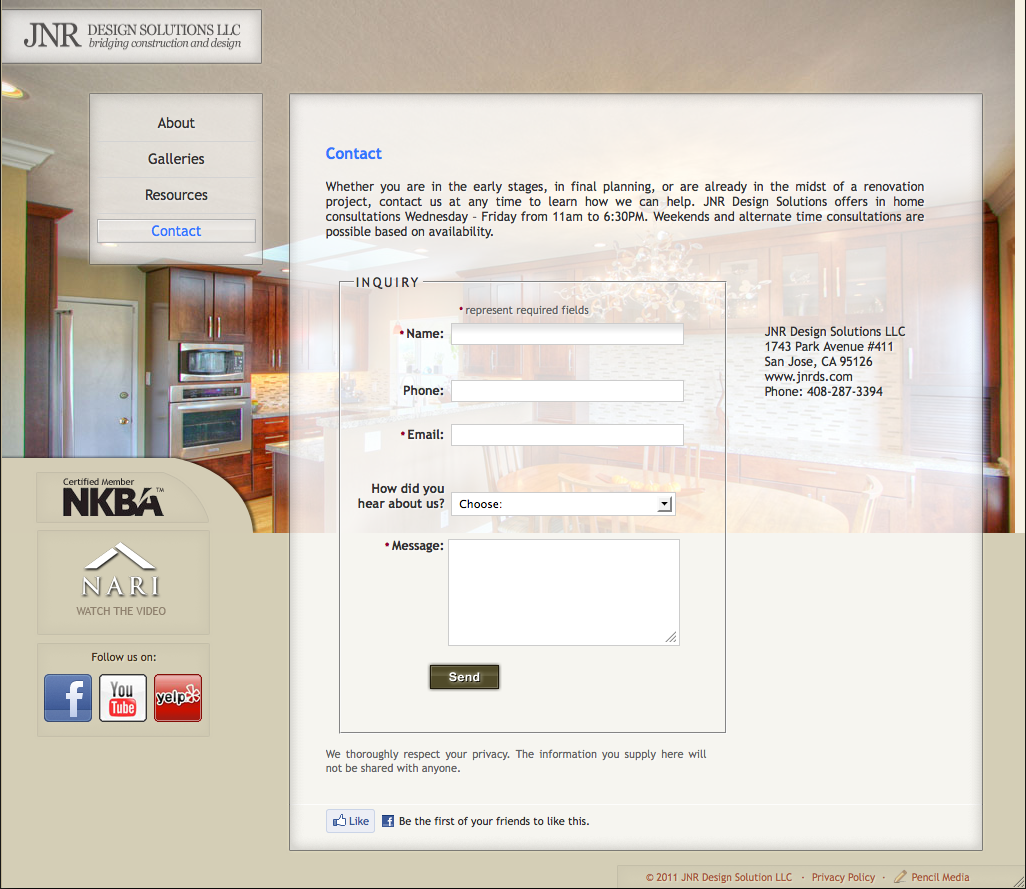 JNR DESIGN SOLUTIONS LLC
bridging construction and design
About
Galleries
Resources
Contact
Contact
Whether you are in the early stages, in final planning, or are already in the midst of a renovation
project, contact us at any time to learn how we can help. JNR Design Solutions offers in home
consultations Wednesday - Friday from 11am to 6:30PM. Weekends and alternate time consultations are
possible based on availability.
INQUIRY
* represent required fields
* Name:
Phone:
* Email:
How did you
hear about us?
Choose:
* Message:
Send
JNR Design Solutions LLC
1743 Park Avenue #411
San Jose, CA 95126
www.jnrds.com
Phone: 408-287-3394
Certified Member
NKBA™
NARI
WATCH THE VIDEO
Follow us on:
f
You
Tube
yelp
We thoroughly respect your privacy. The information you supply here will
not be shared with anyone.
Like
f Be the first of your friends to like this.
© 2011 JNR Design Solution LLC · Privacy Policy · Pencil Media